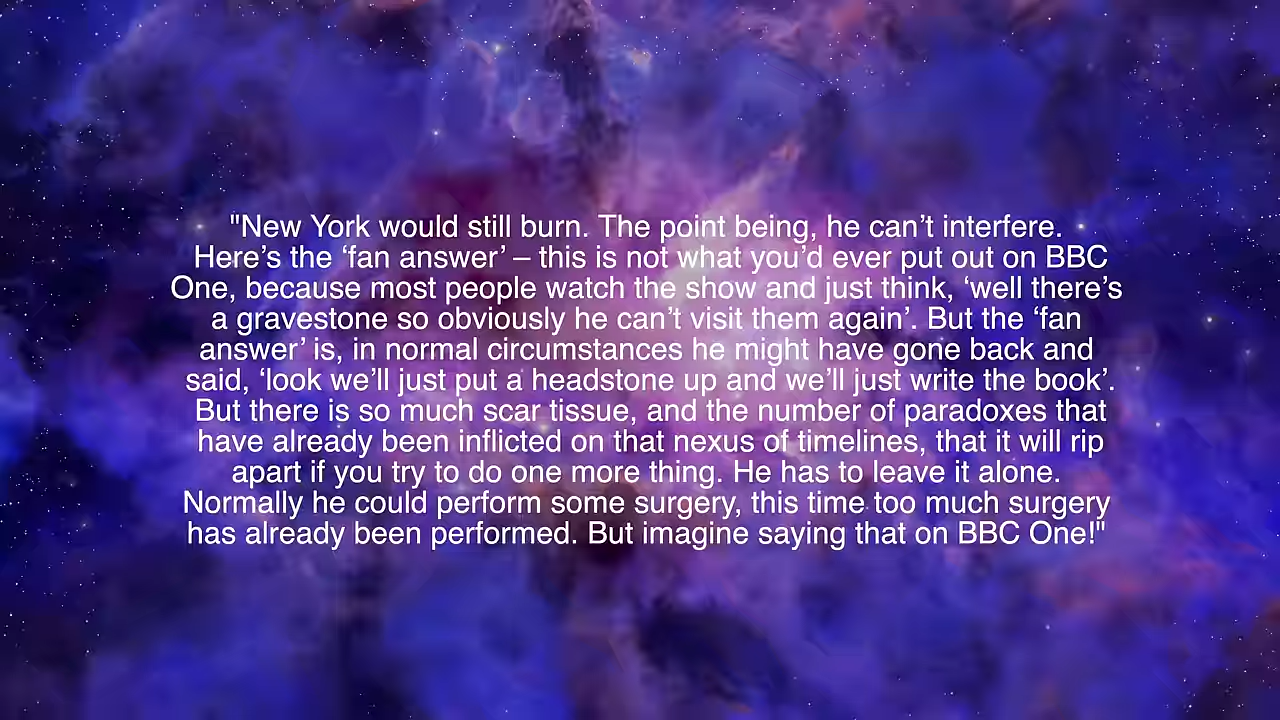 "New York would still burn. The point being, he can’t interfere.
Here’s the ‘fan answer’ – this is not what you’d ever put out on BBC
One, because most people watch the show and just think, ‘well there’s
a gravestone so obviously he can’t visit them again’. But the ‘fan
answer’ is, in normal circumstances he might have gone back and
said, ‘look we’ll just put a headstone up and we’ll just write the book’.
But there is so much scar tissue, and the number of paradoxes that
have already been inflicted on that nexus of timelines, that it will rip
apart if you try to do one more thing. He has to leave it alone.
Normally he could perform some surgery, this time too much surgery
has already been performed. But imagine saying that on BBC One!"